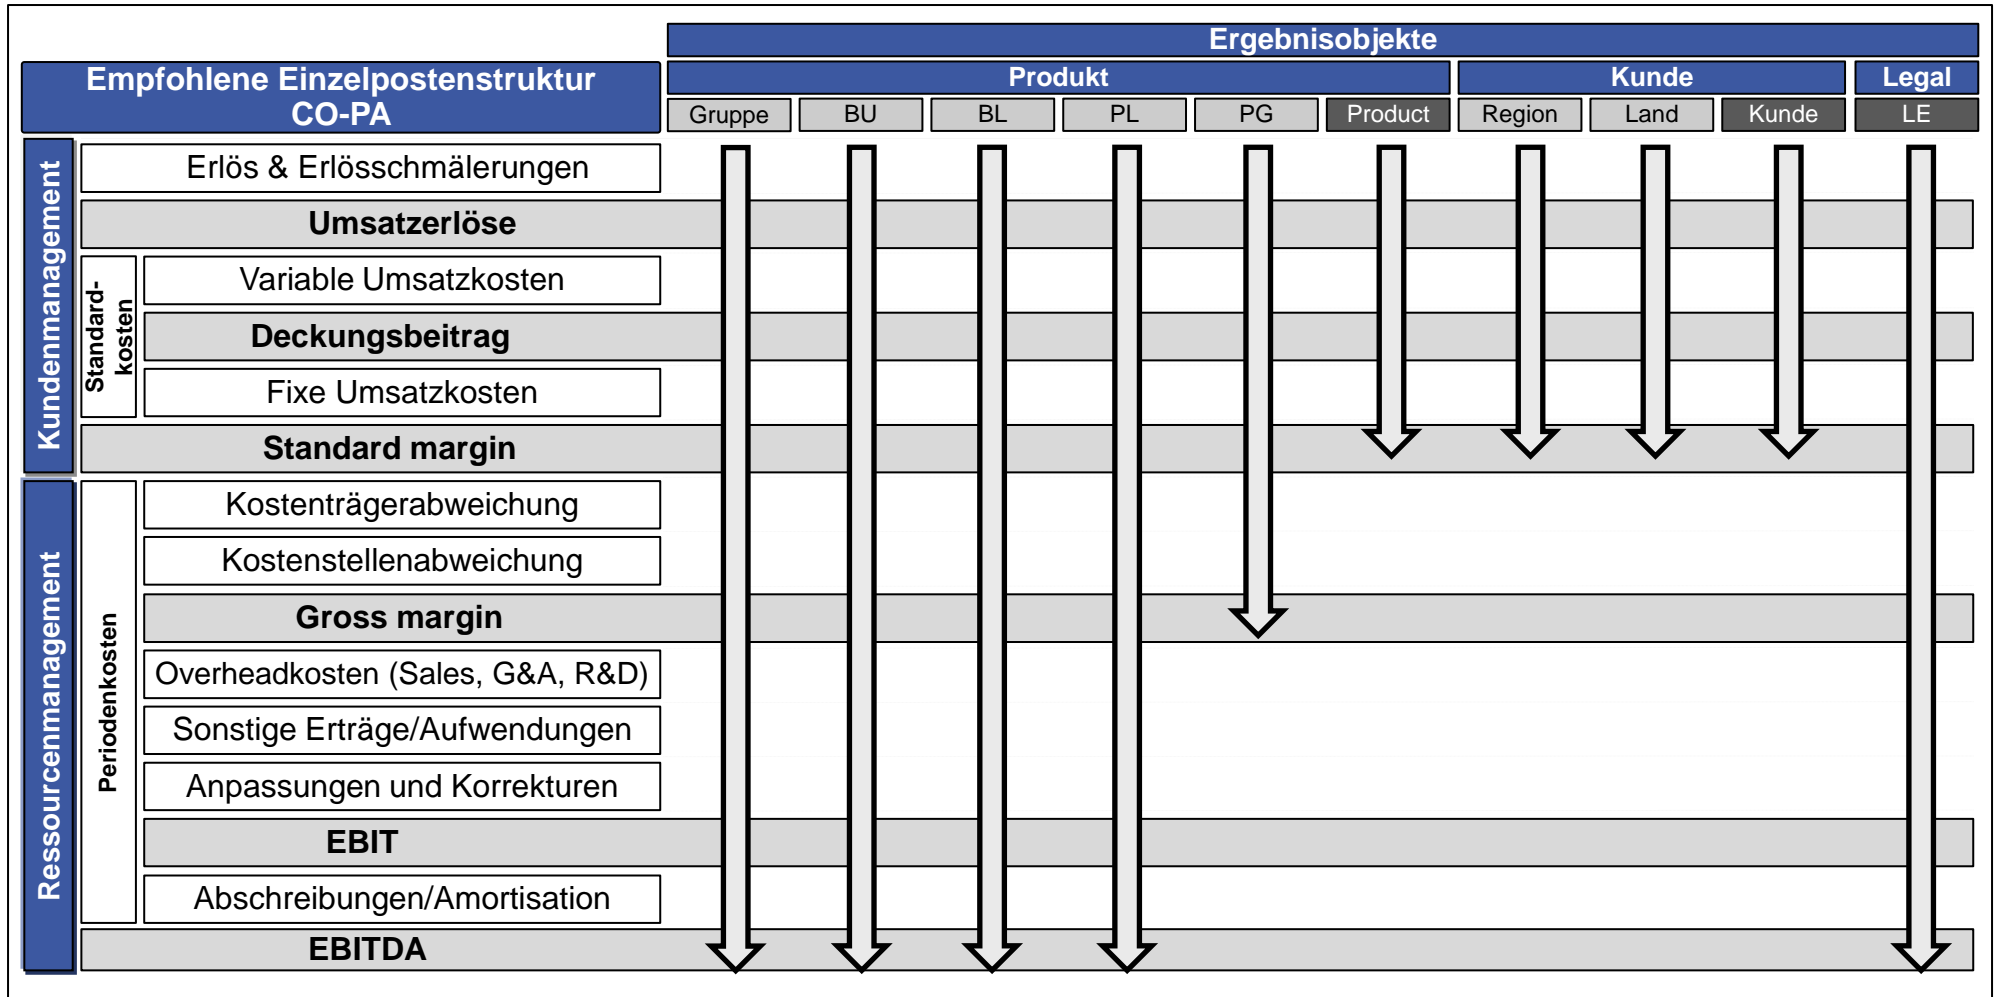 Ergebnisobjekte
Empfohlene Einzelpostenstruktur
CO-PA
Produkt
Kunde
Legal
Gruppe
BU
BL
PL
PG
Product
Region
Land
Kunde
LE
Kundenmanagement
Erlös & Erlösschmälerungen
Umsatzerlöse
Standard-
kosten
Variable Umsatzkosten
Deckungsbeitrag
Fixe Umsatzkosten
Standard margin
Ressourcenmanagement
Periodenkosten
Kostenträgerabweichung
Kostenstellenabweichung
Gross margin
Overheadkosten (Sales, G&A, R&D)
Sonstige Erträge/Aufwendungen
Anpassungen und Korrekturen
EBIT
Abschreibungen/Amortisation
EBITDA